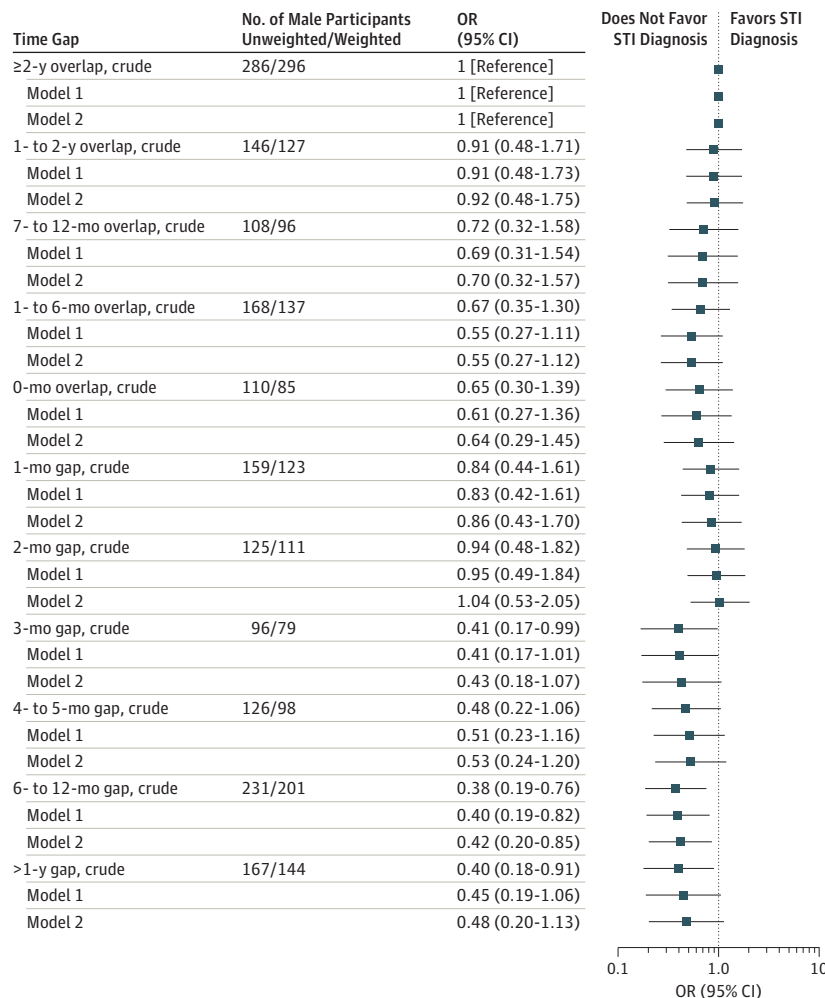 Time Gap No. of Male Participants Unweighted/Weighted OR (95% CI) Does Not Favor STI Diagnosis Favors STI Diagnosis
≥2-y overlap, crude 286/296 1 [Reference]
Model 1 1 [Reference]
Model 2 1 [Reference]
1- to 2-y overlap, crude 146/127 0.91 (0.48-1.71)
Model 1 0.91 (0.48-1.73)
Model 2 0.92 (0.48-1.75)
7- to 12-mo overlap, crude 108/96 0.72 (0.32-1.58)
Model 1 0.69 (0.31-1.54)
Model 2 0.70 (0.32-1.57)
1- to 6-mo overlap, crude 168/137 0.67 (0.35-1.30)
Model 1 0.55 (0.27-1.11)
Model 2 0.55 (0.27-1.12)
0-mo overlap, crude 110/85 0.65 (0.30-1.39)
Model 1 0.61 (0.27-1.36)
Model 2 0.64 (0.29-1.45)
1-mo gap, crude 159/123 0.84 (0.44-1.61)
Model 1 0.83 (0.42-1.61)
Model 2 0.86 (0.43-1.70)
2-mo gap, crude 125/111 0.94 (0.48-1.82)
Model 1 0.95 (0.49-1.84)
Model 2 1.04 (0.53-2.05)
3-mo gap, crude 96/79 0.41 (0.17-0.99)
Model 1 0.41 (0.17-1.01)
Model 2 0.43 (0.18-1.07)
4- to 5-mo gap, crude 126/98 0.48 (0.22-1.06)
Model 1 0.51 (0.23-1.16)
Model 2 0.53 (0.24-1.20)
6- to 12-mo gap, crude 231/201 0.38 (0.19-0.76)
Model 1 0.40 (0.19-0.82)
Model 2 0.42 (0.20-0.85)
>1-y gap, crude 167/144 0.40 (0.18-0.91)
Model 1 0.45 (0.19-1.06)
Model 2 0.48 (0.20-1.13)
0.1 1.0 10
OR (95% CI)